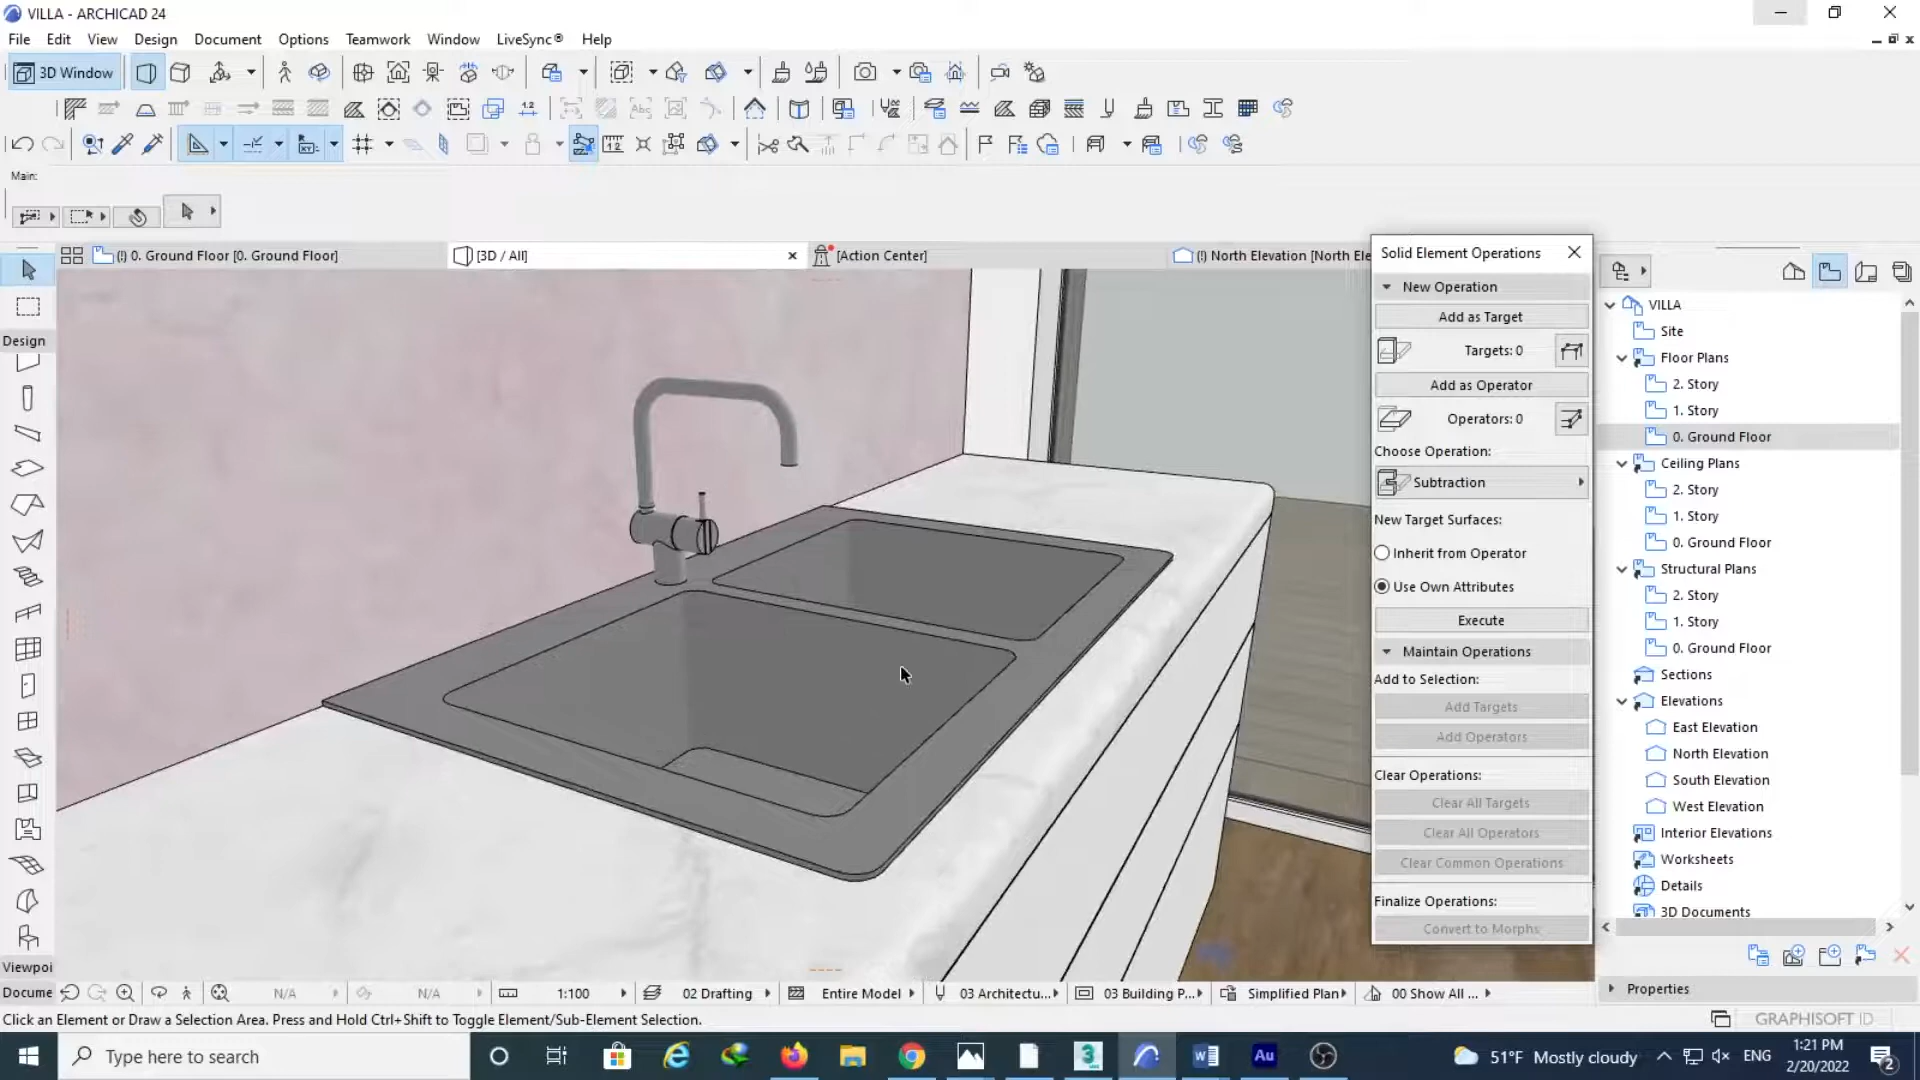 VILLA - ARCHICAD 24
File Edit View Design Document Options Teamwork Window LiveSync® Help
3D Window
Main:
(!) 0. Ground Floor [0. Ground Floor]
[3D / All]
[Action Center]
(!) North Elevation [North Ele
Design
Viewpoi
Docume
Solid Element Operations
New Operation
Add as Target
Targets: 0
Add as Operator
Operators: 0
Choose Operation:
Subtraction
New Target Surfaces:
Inherit from Operator
Use Own Attributes
Execute
Maintain Operations
Add to Selection:
Add Targets
Add Operators
Clear Operations:
Clear All Targets
Clear All Operators
Clear Common Operations
Finalize Operations:
Convert to Morphs
VILLA
Site
Floor Plans
2. Story
1. Story
0. Ground Floor
Ceiling Plans
2. Story
1. Story
0. Ground Floor
Structural Plans
2. Story
1. Story
0. Ground Floor
Sections
Elevations
East Elevation
North Elevation
South Elevation
West Elevation
Interior Elevations
Worksheets
Details
3D Documents
Properties
N/A N/A 1:100 02 Drafting Entire Model 03 Architectu... 03 Building P... Simplified Plan 00 Show All ...
Click an Element or Draw a Selection Area. Press and Hold Ctrl+Shift to Toggle Element/Sub-Element Selection.
GRAPHISOFT ID
Type here to search
51°F Mostly cloudy
ENG
1:21 PM
2/20/2022
2